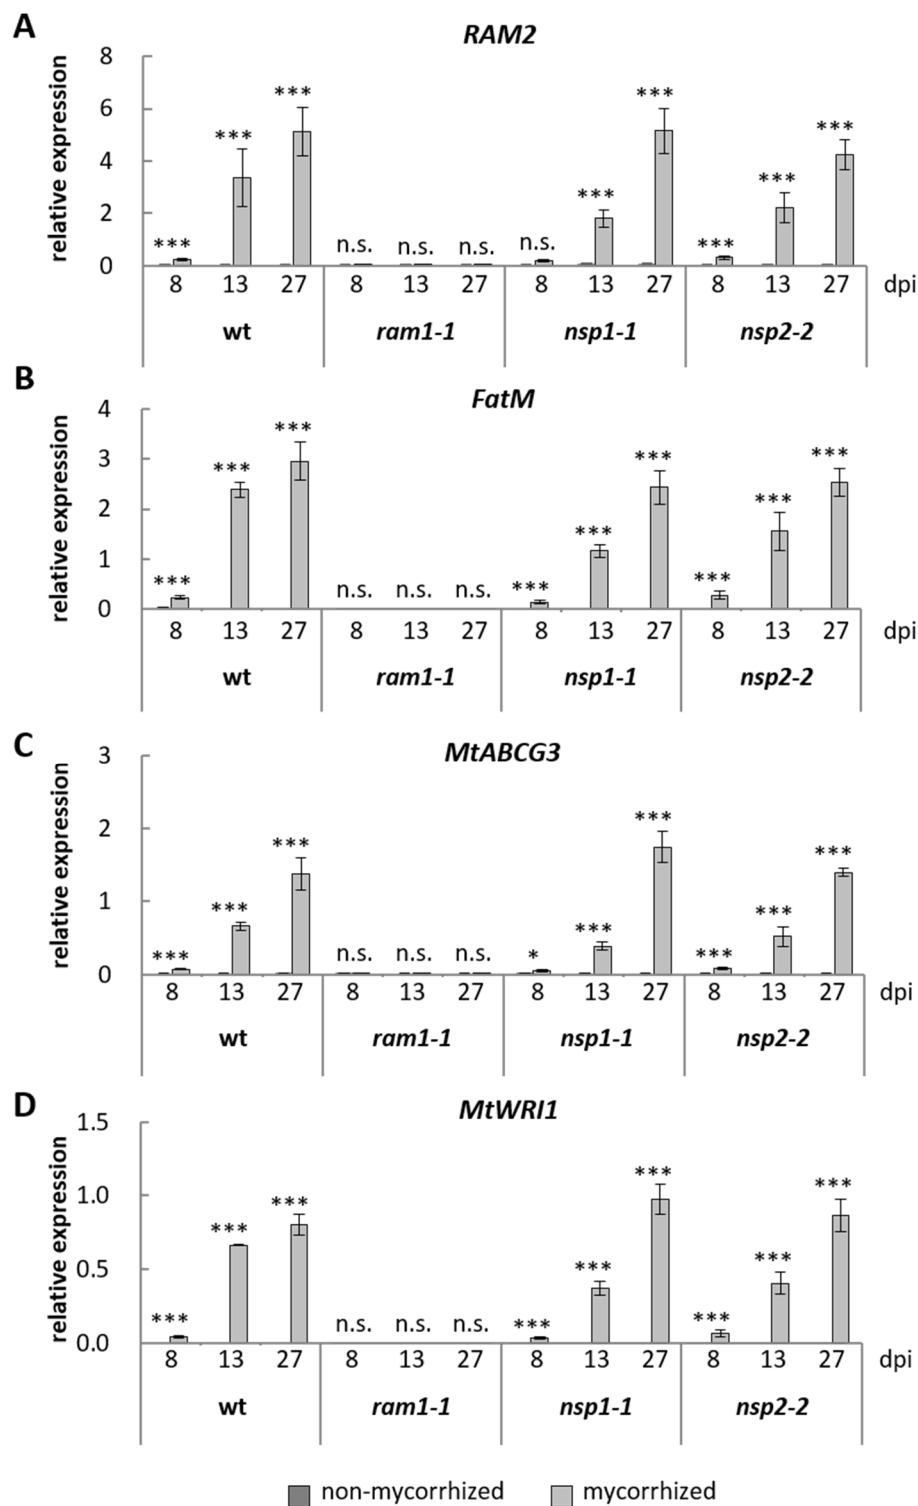 A
RAM2
relative expression
8
6
4
2
0
*** *** ***
n.s. n.s. n.s.
n.s. *** ***
*** *** ***
8 13 27 8 13 27 8 13 27 8 13 27 dpi
wt ram1-1 nsp1-1 nsp2-2
B
FatM
relative expression
4
3
2
1
0
*** *** ***
n.s. n.s. n.s.
*** *** ***
*** *** ***
8 13 27 8 13 27 8 13 27 8 13 27 dpi
wt ram1-1 nsp1-1 nsp2-2
C
MtABCG3
relative expression
3
2
1
0
*** *** ***
n.s. n.s. n.s.
* *** ***
*** *** ***
8 13 27 8 13 27 8 13 27 8 13 27 dpi
wt ram1-1 nsp1-1 nsp2-2
D
MtWRI1
relative expression
1.5
1.0
0.5
0.0
*** *** ***
n.s. n.s. n.s.
*** *** ***
*** *** ***
8 13 27 8 13 27 8 13 27 8 13 27 dpi
wt ram1-1 nsp1-1 nsp2-2
non-mycorrhized mycorrhized